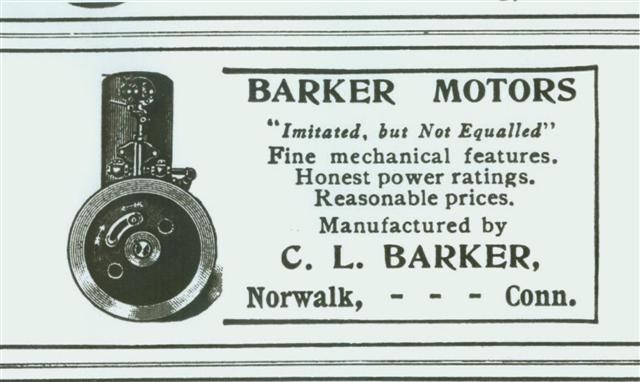 BARKER MOTORS
"Imitated, but Not Equalled"
Fine mechanical features.
Honest power ratings.
Reasonable prices.
Manufactured by
C. L. BARKER,
Norwalk, - - - Conn.